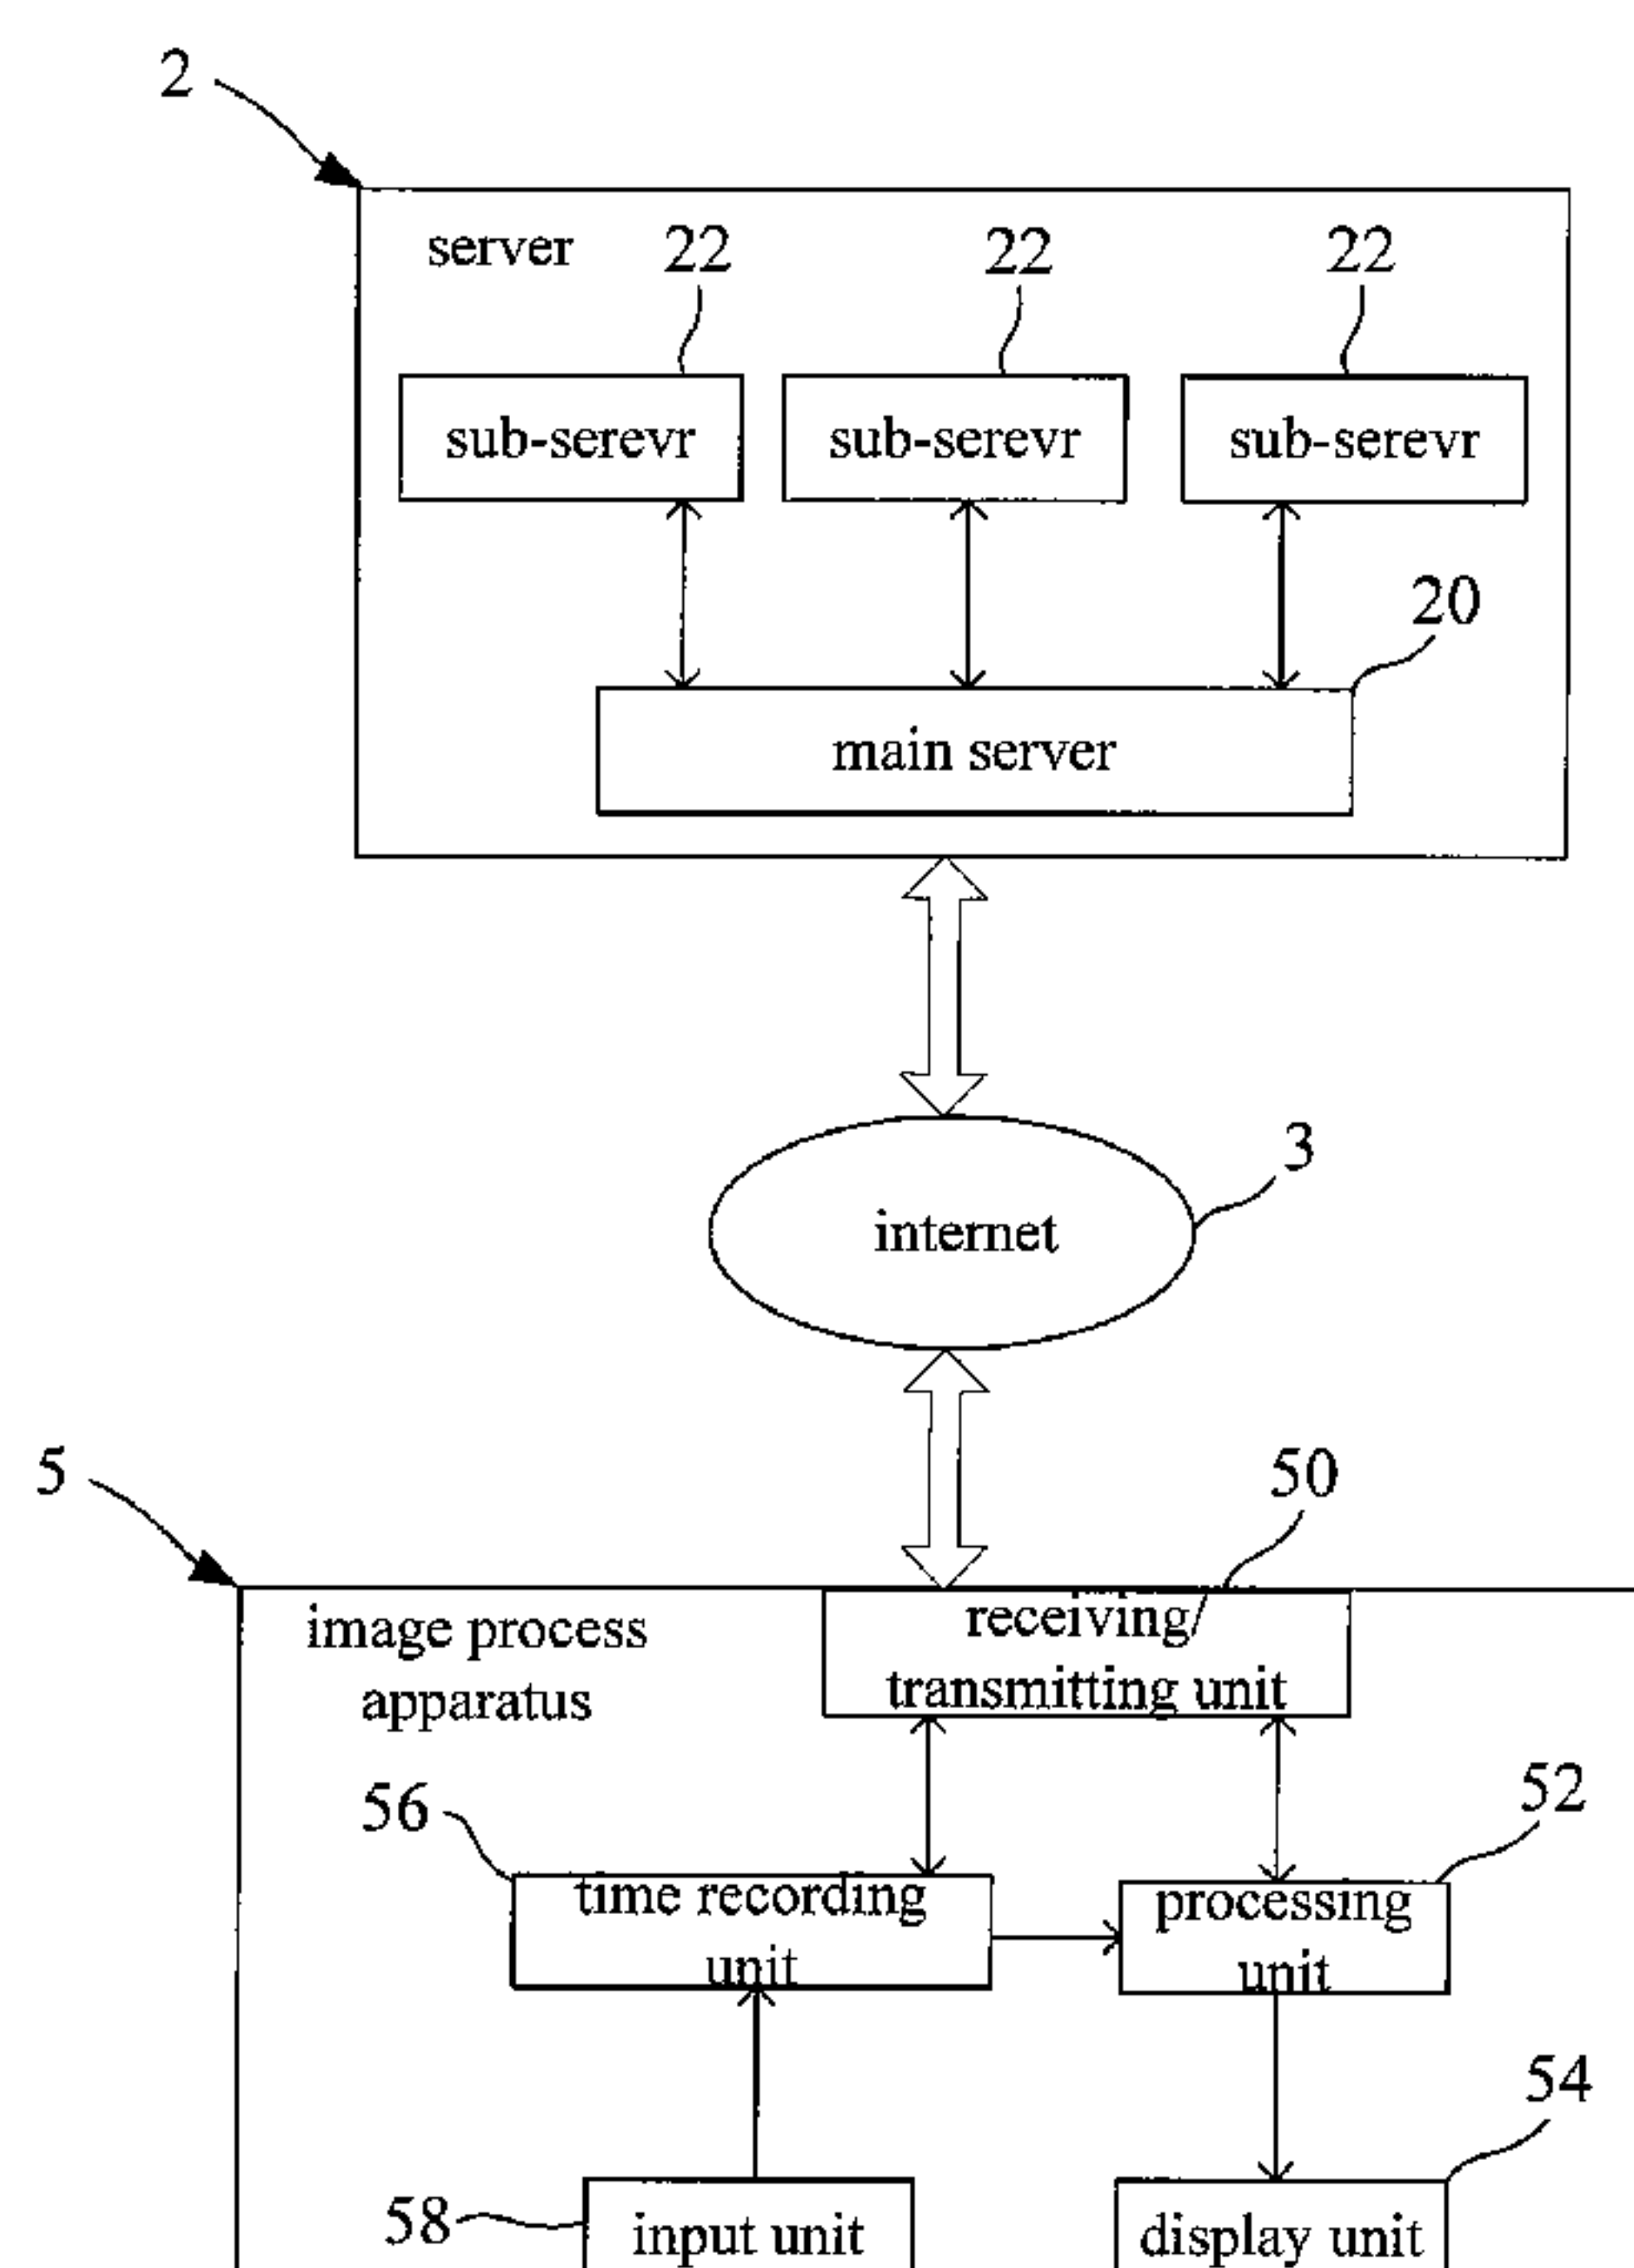 2
server 22 22 22
sub-serevr sub-serevr sub-serevr
20
main server
3
internet
5
50
image process
apparatus
receiving/
transmitting unit
56
52
time recording
unit
processing
unit
54
58
input unit
display unit